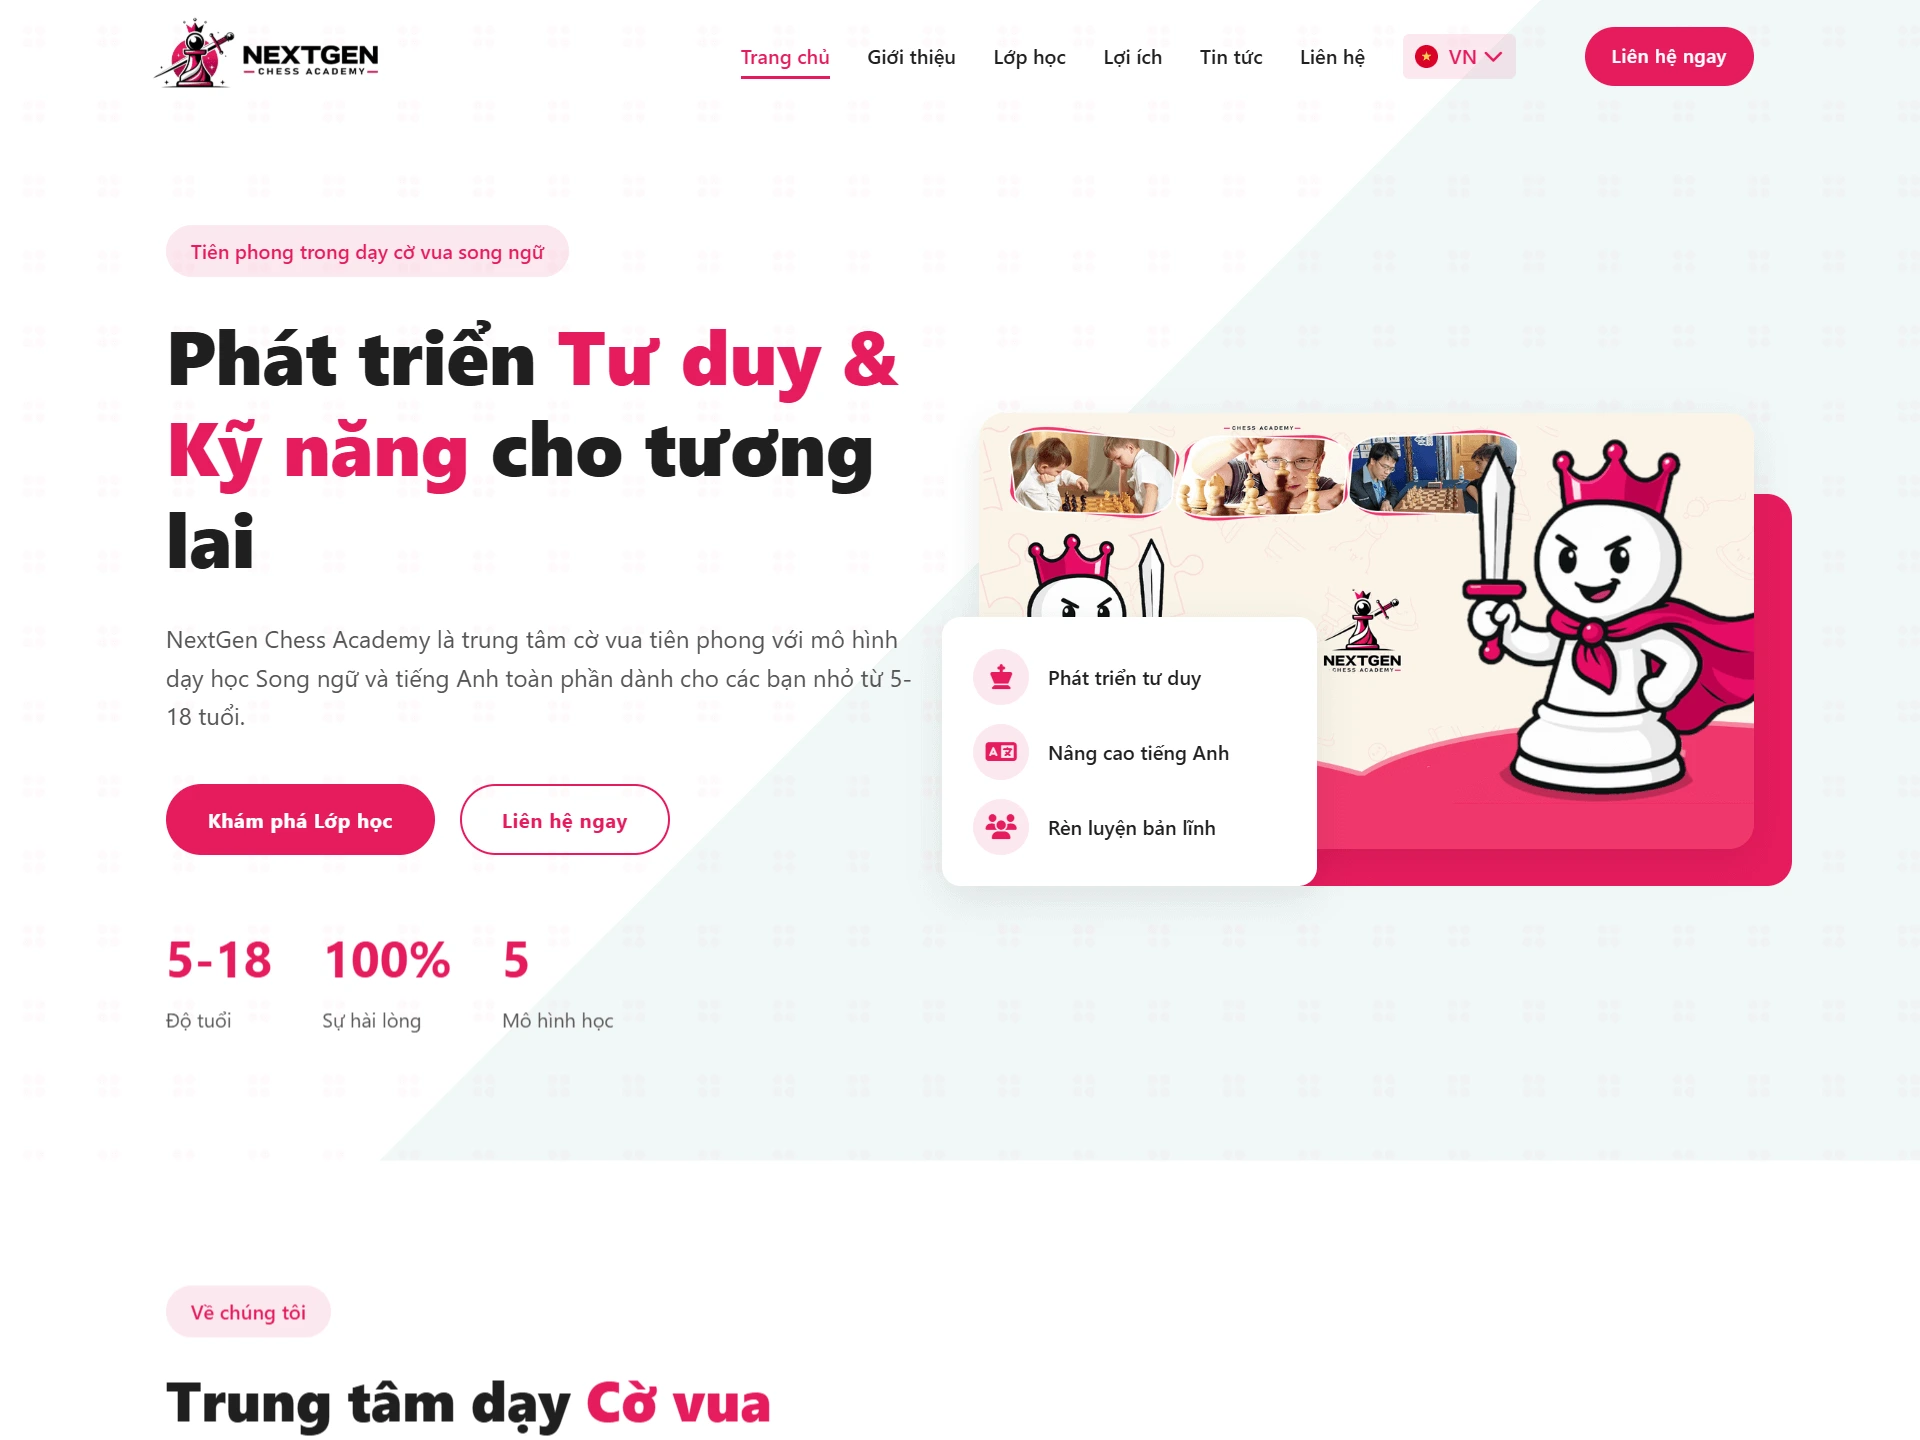 NEXTGEN
CHESS ACADEMY
Trang chủ
Giới thiệu
Lớp học
Lợi ích
Tin tức
Liên hệ
VN
Liên hệ ngay
Tiên phong trong dạy cờ vua song ngữ
Phát triển Tư duy &
Kỹ năng cho tương
lai
NextGen Chess Academy là trung tâm cờ vua tiên phong với mô hình
dạy học Song ngữ và tiếng Anh toàn phần dành cho các bạn nhỏ từ 5-
18 tuổi.
Khám phá Lớp học
Liên hệ ngay
5-18
Độ tuổi
100%
Sự hài lòng
5
Mô hình học
CHESS ACADEMY
NEXTGEN
CHESS ACADEMY
Phát triển tư duy
Nâng cao tiếng Anh
Rèn luyện bản lĩnh
Về chúng tôi
Trung tâm dạy Cờ vua